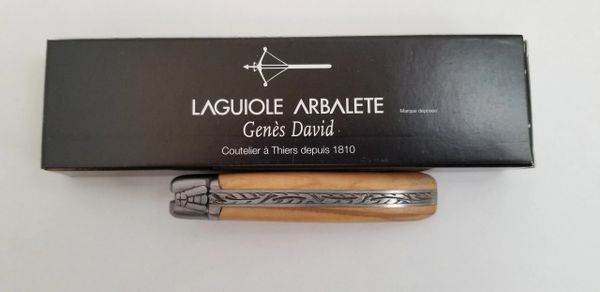 LAGUIOLE ARBALETE
Marque déposée
Genès David
Coutelier à Thiers depuis 1810